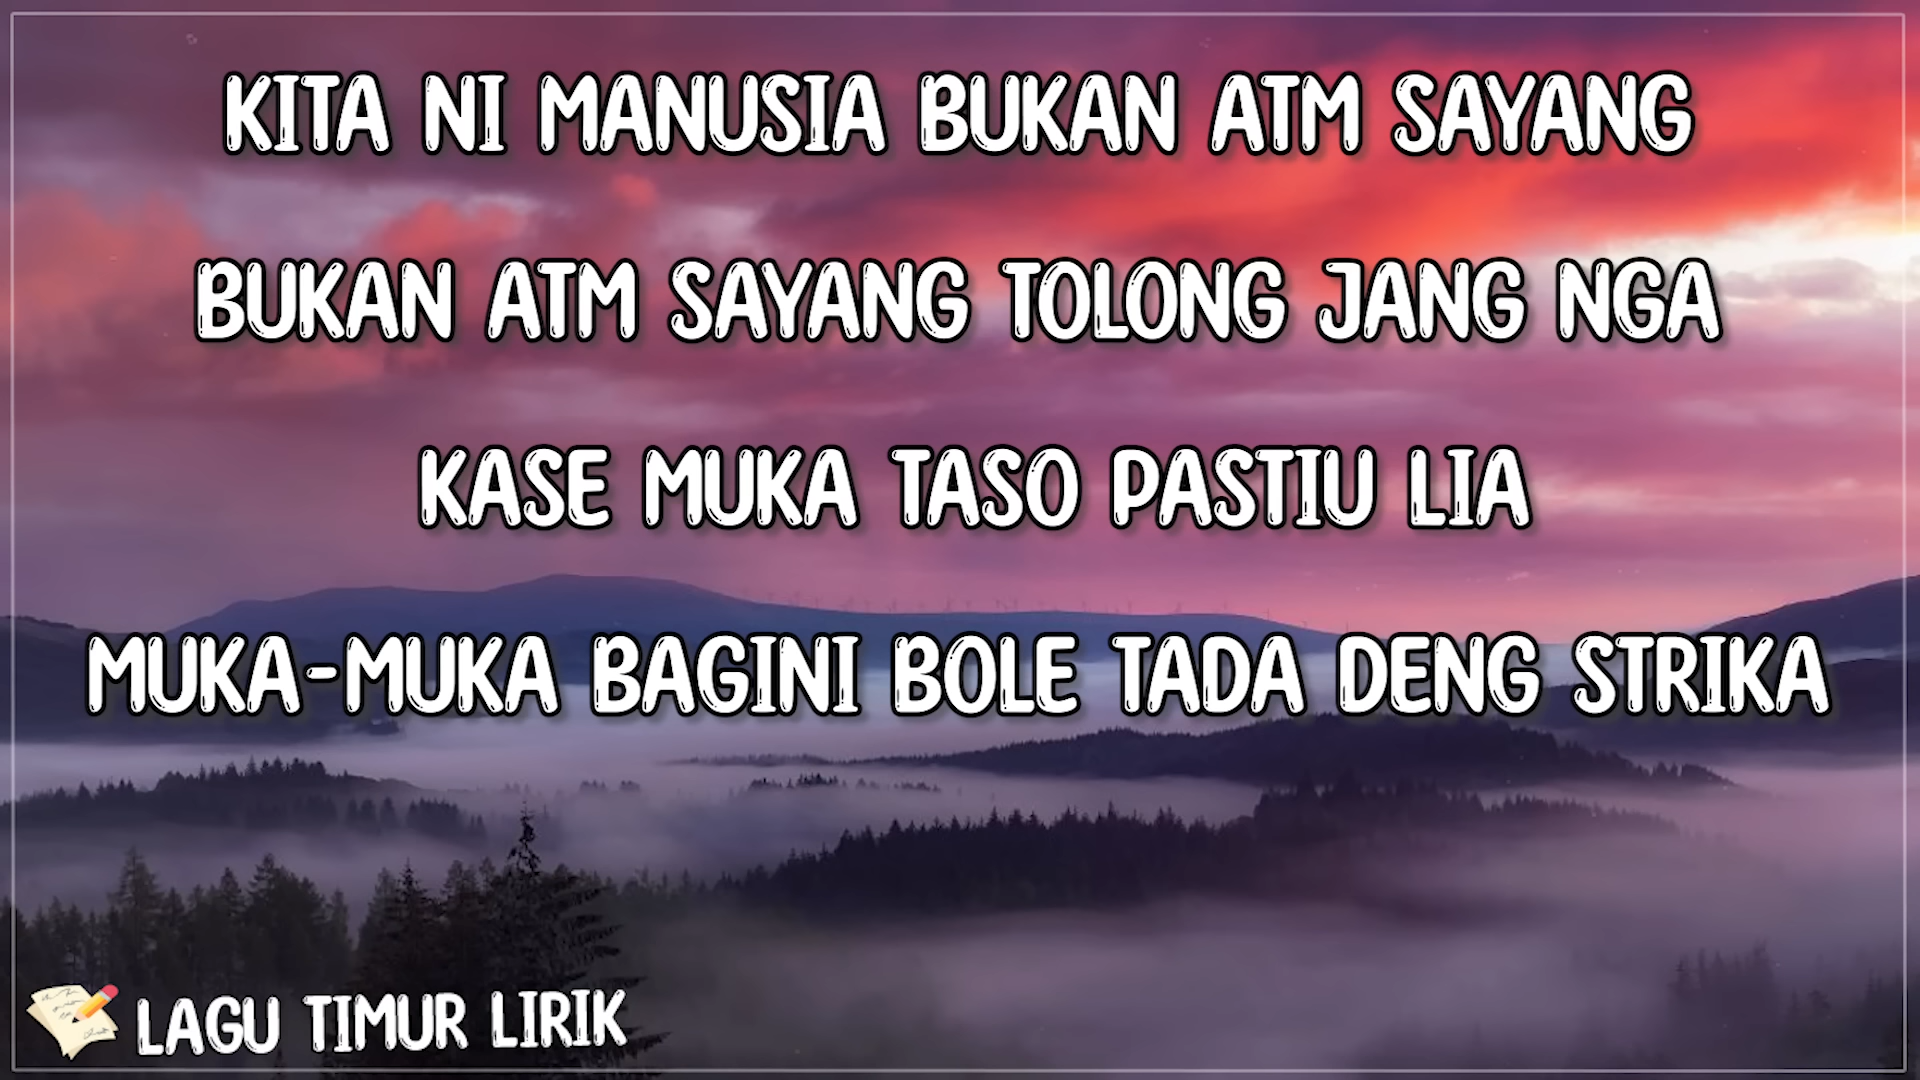 KITA NI MANUSIA BUKAN ATM SAYANG
BUKAN ATM SAYANG TOLONG JANG NGA
KASE MUKA TASO PASTIU LIA
MUKA-MUKA BAGINI BOLE TADA DENG STRIKA
LAGU TIMUR LIRIK